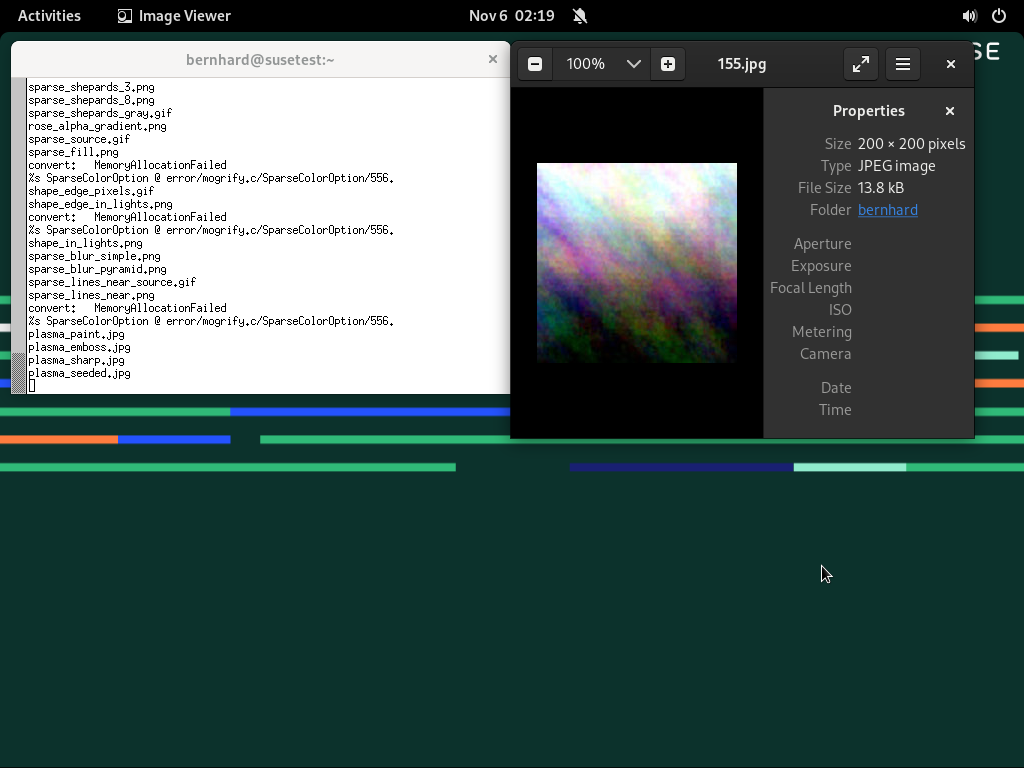 Activities Image Viewer Nov 6 02:19
bernhard@susetest:~
sparse_shepards_3.png
sparse_shepards_8.png
sparse_shepards_gray.gif
rose_alpha_gradient.png
sparse_source.gif
sparse_fill.png
convert: MemoryAllocationFailed
%s SparseColorOption @ error/mogrify.c/SparseColorOption/556.
shape_edge_pixels.gif
shape_edge_in_lights.png
convert: MemoryAllocationFailed
%s SparseColorOption @ error/mogrify.c/SparseColorOption/556.
shape_in_lights.png
sparse_blur_simple.png
sparse_blur_pyramid.png
sparse_lines_near_source.gif
sparse_lines_near.png
convert: MemoryAllocationFailed
%s SparseColorOption @ error/mogrify.c/SparseColorOption/556.
plasma_paint.jpg
plasma_emboss.jpg
plasma_sharp.jpg
plasma_seeded.jpg
100% 155.jpg
Properties
Size 200 × 200 pixels
Type JPEG image
File Size 13.8 kB
Folder bernhard
Aperture
Exposure
Focal Length
ISO
Metering
Camera
Date
Time
SE